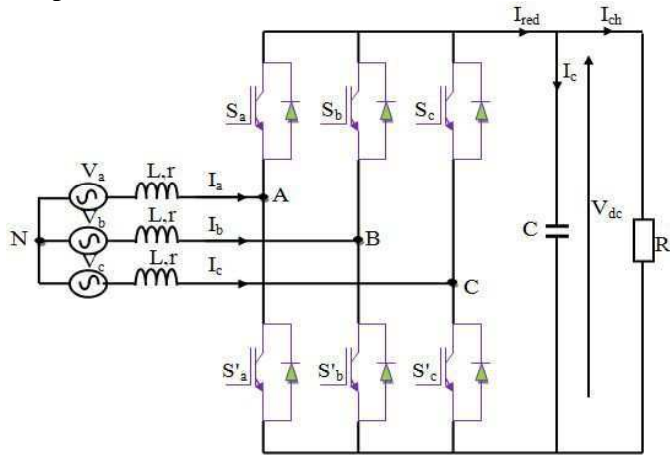 I_red I_ch
I_c
S_a S_b S_c
V_a L,r I_a A
V_b L,r I_b B
N
V_c L,r I_c C
C V_dc R
S'_a S'_b S'_c